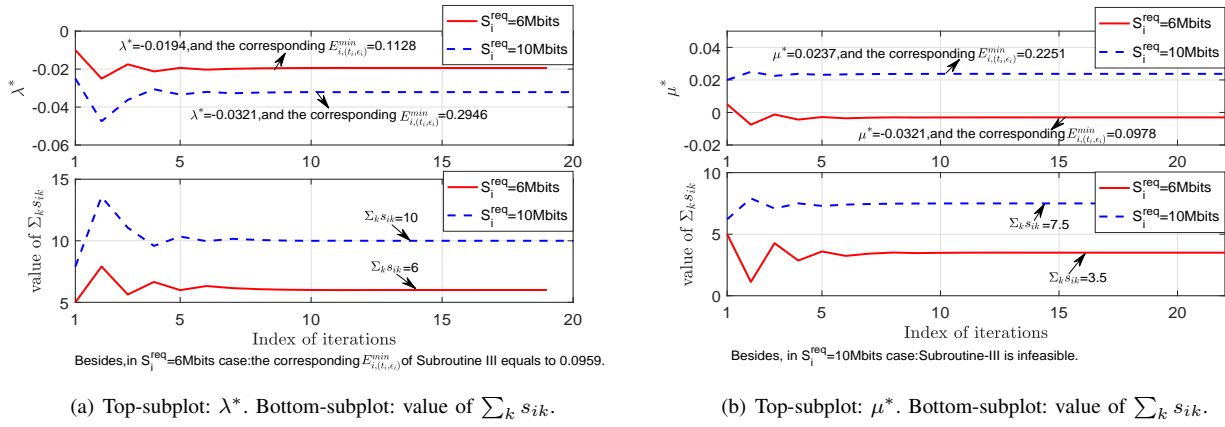 S_i^req=6Mbits
S_i^req=10Mbits
λ*=-0.0194,and the corresponding E^min_i,(t_i,ϵ_i)=0.1128
λ*=-0.0321,and the corresponding E^min_i,(t_i,ϵ_i)=0.2946
λ*
0
-0.02
-0.04
-0.06
1 5 10 15 20
S_i^req=6Mbits
S_i^req=10Mbits
Σ_k s_ik=10
Σ_k s_ik=6
value of Σ_k s_ik
15
10
5
1 5 10 15 20
Index of iterations
Besides,in S_i^req=6Mbits case:the corresponding E^min_i,(t_i,ϵ_i) of Subroutine III equals to 0.0959.
(a) Top-subplot: λ*. Bottom-subplot: value of ∑_k s_ik.
S_i^req=6Mbits
S_i^req=10Mbits
μ*=0.0237,and the corresponding E^min_i,(t_i,ϵ_i)=0.2251
μ*=-0.0321,and the corresponding E^min_i,(t_i,ϵ_i)=0.0978
μ*
0.04
0.02
0
-0.02
1 5 10 15 20
S_i^req=6Mbits
S_i^req=10Mbits
Σ_k s_ik=7.5
Σ_k s_ik=3.5
value of Σ_k s_ik
10
5
0
1 5 10 15 20
Index of iterations
Besides, in S_i^req=10Mbits case:Subroutine-III is infeasible.
(b) Top-subplot: μ*. Bottom-subplot: value of ∑_k s_ik.